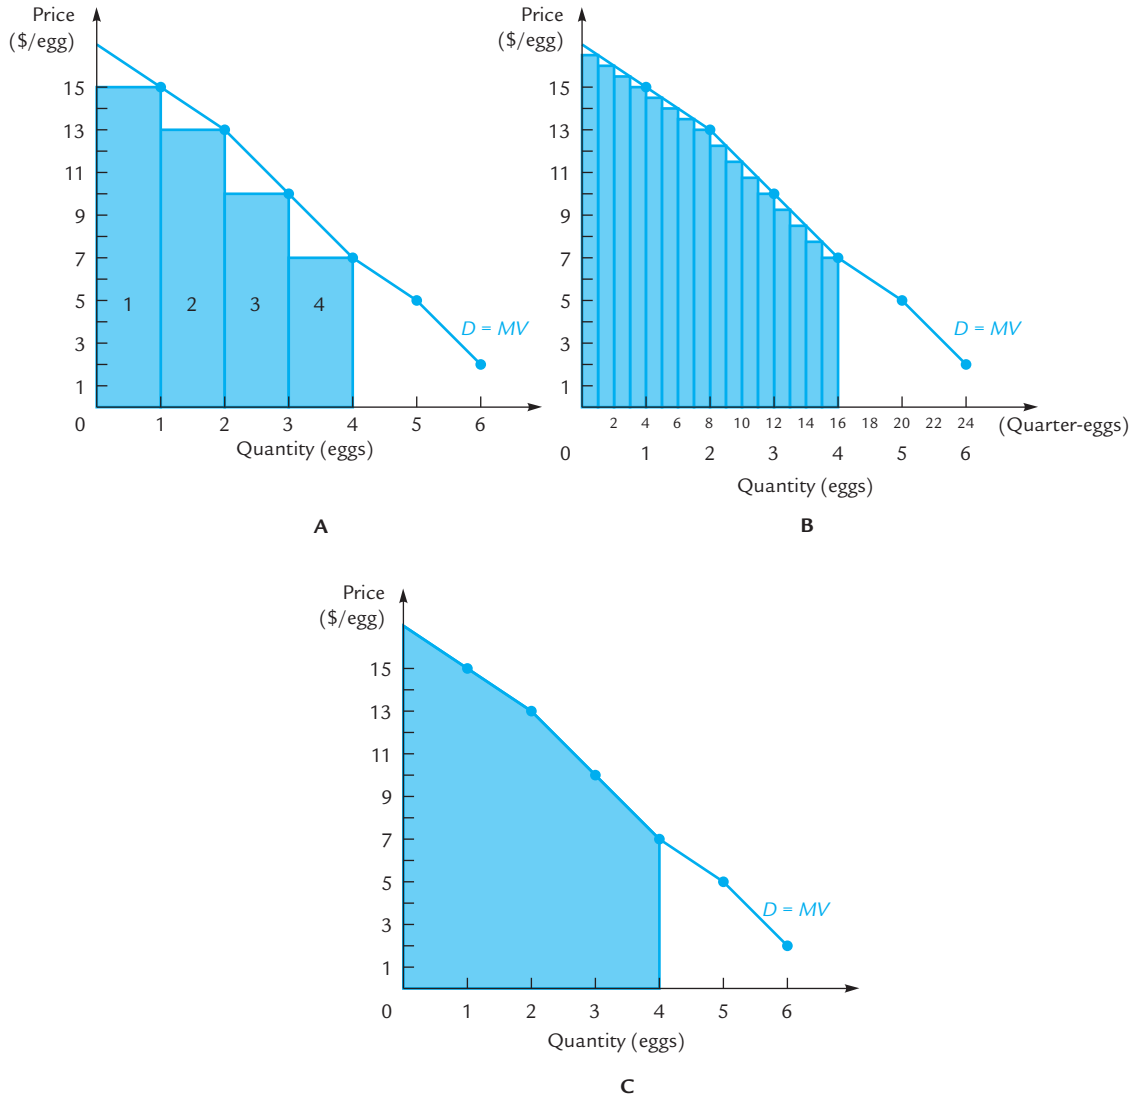 Price
($/egg)
15
13
11
9
7
5
3
1
0
1
2
3
4
D = MV
1 2 3 4 5 6
Quantity (eggs)
A
Price
($/egg)
15
13
11
9
7
5
3
1
D = MV
2 4 6 8 10 12 14 16 18 20 22 24 (Quarter-eggs)
0 1 2 3 4 5 6
Quantity (eggs)
B
Price
($/egg)
15
13
11
9
7
5
3
1
D = MV
0 1 2 3 4 5 6
Quantity (eggs)
C